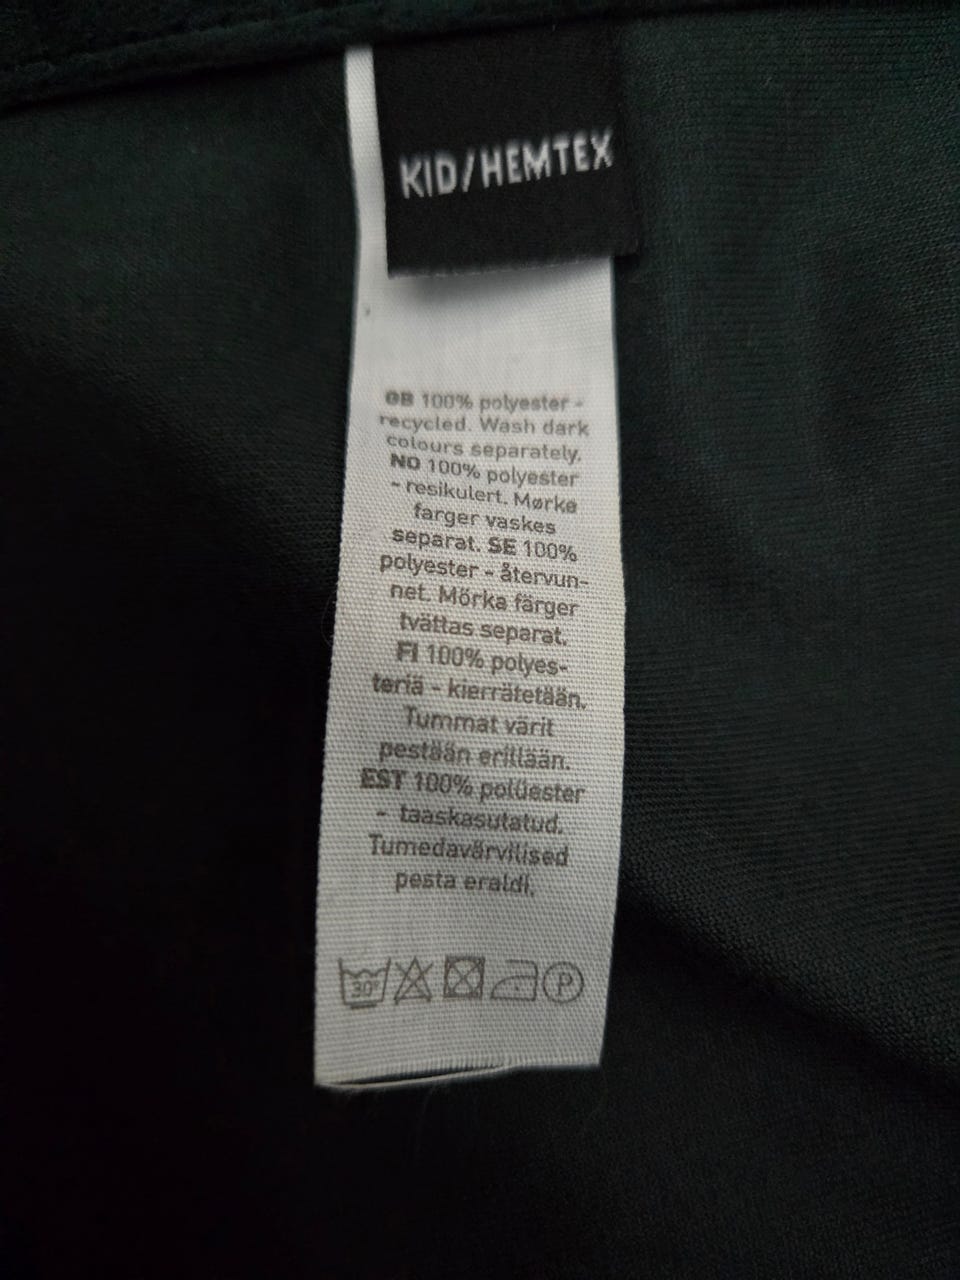 KID/HEMTEX
GB 100% polyester -
recycled. Wash dark
colours separately.
NO 100% polyester
- resikulert. Mørke
farger vaskes
separat. SE 100%
polyester - återvun-
net. Mörka färger
tvättas separat.
FI 100% polyes-
teriä - kierrätetään.
Tummat värit
pestään erillään.
EST 100% polüester
- taaskasutatud.
Tumedavärvilised
pesta eraldi.
30° P